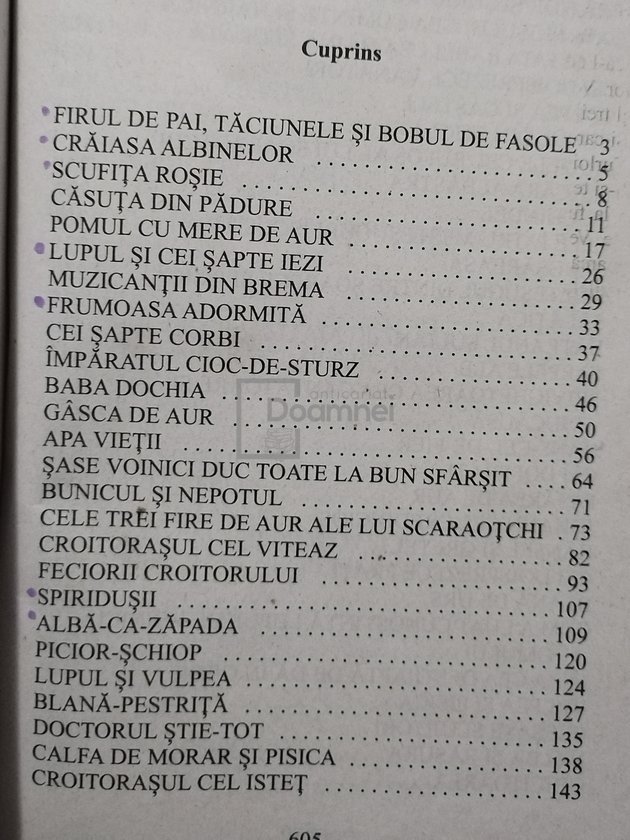 Cuprins
FIRUL DE PAI, TĂCIUNELE ŞI BOBUL DE FASOLE 3
CRĂIASA ALBINELOR ........................ 5
SCUFIŢA ROŞIE ........................ 8
CĂSUŢA DIN PĂDURE ........................ 11
POMUL CU MERE DE AUR ........................ 17
LUPUL ŞI CEI ŞAPTE IEZI ........................ 26
MUZICANŢII DIN BREMA ........................ 29
FRUMOASA ADORMITĂ ........................ 33
CEI ŞAPTE CORBI ........................ 37
ÎMPĂRATUL CIOC-DE-STURZ ........................ 40
BABA DOCHIA ........................ 46
GÂSCA DE AUR ........................ 50
APA VIEŢII ........................ 56
ŞASE VOINICI DUC TOATE LA BUN SFÂRŞIT .... 64
BUNICUL ŞI NEPOTUL ........................ 71
CELE TREI FIRE DE AUR ALE LUI SCARAOŢCHI . 73
CROITORAŞUL CEL VITEAZ ........................ 82
FECIORII CROITORULUI ........................ 93
SPIRIDUŞII ........................ 107
ALBĂ-CA-ZĂPADA ........................ 109
PICIOR-ŞCHIOP ........................ 120
LUPUL ŞI VULPEA ........................ 124
BLANĂ-PESTRIŢĂ ........................ 127
DOCTORUL ŞTIE-TOT ........................ 135
CALFA DE MORAR ŞI PISICA ........................ 138
CROITORAŞUL CEL ISTEŢ ........................ 143
605
Doamnei